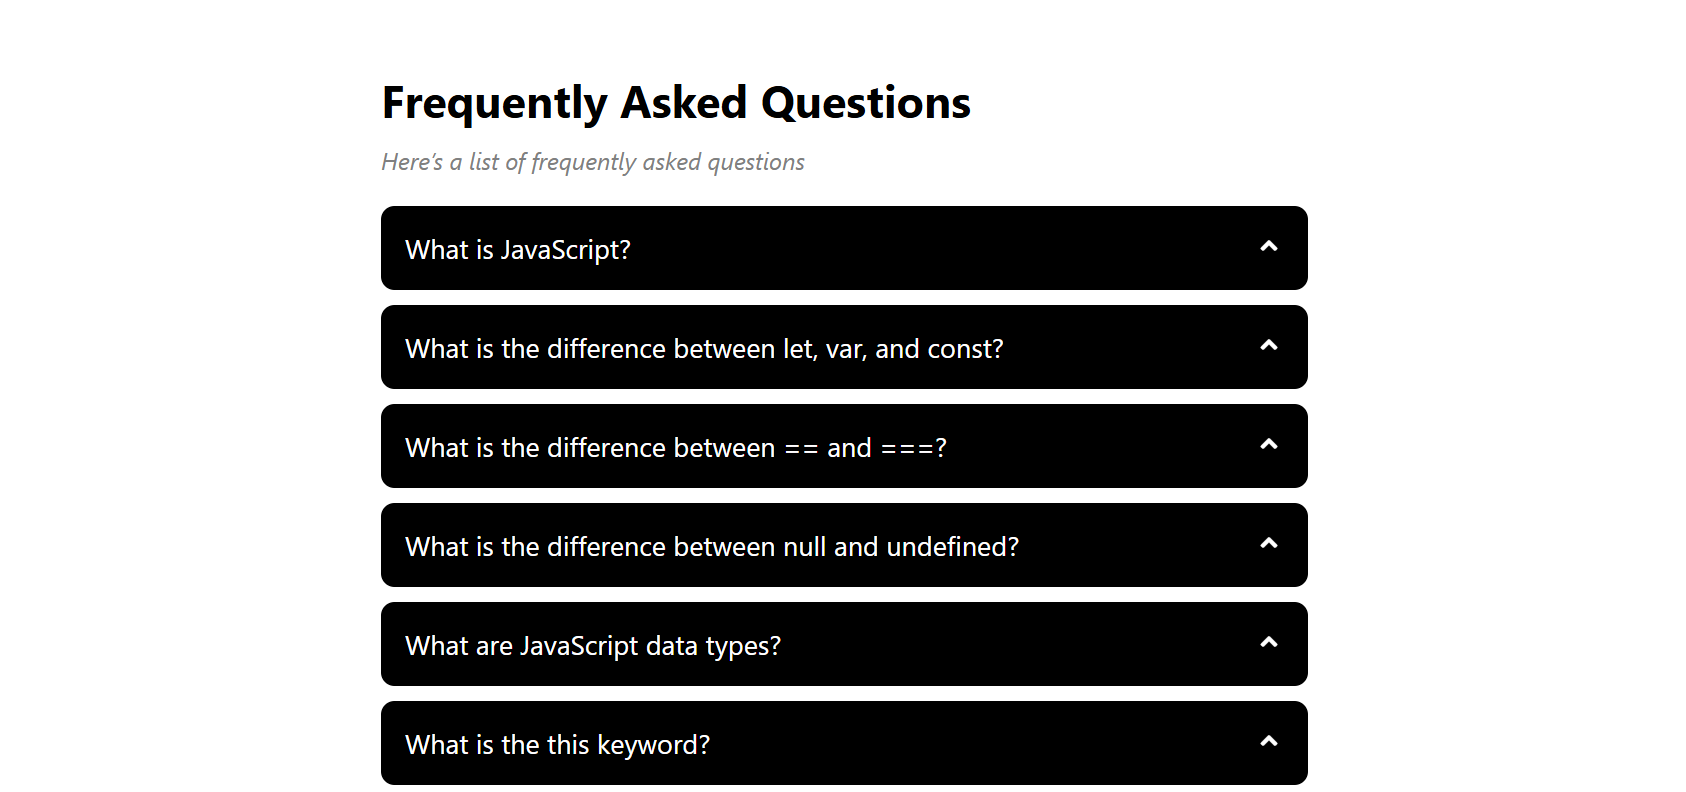 Frequently Asked Questions
Here’s a list of frequently asked questions
What is JavaScript?
What is the difference between let, var, and const?
What is the difference between == and ===?
What is the difference between null and undefined?
What are JavaScript data types?
What is the this keyword?